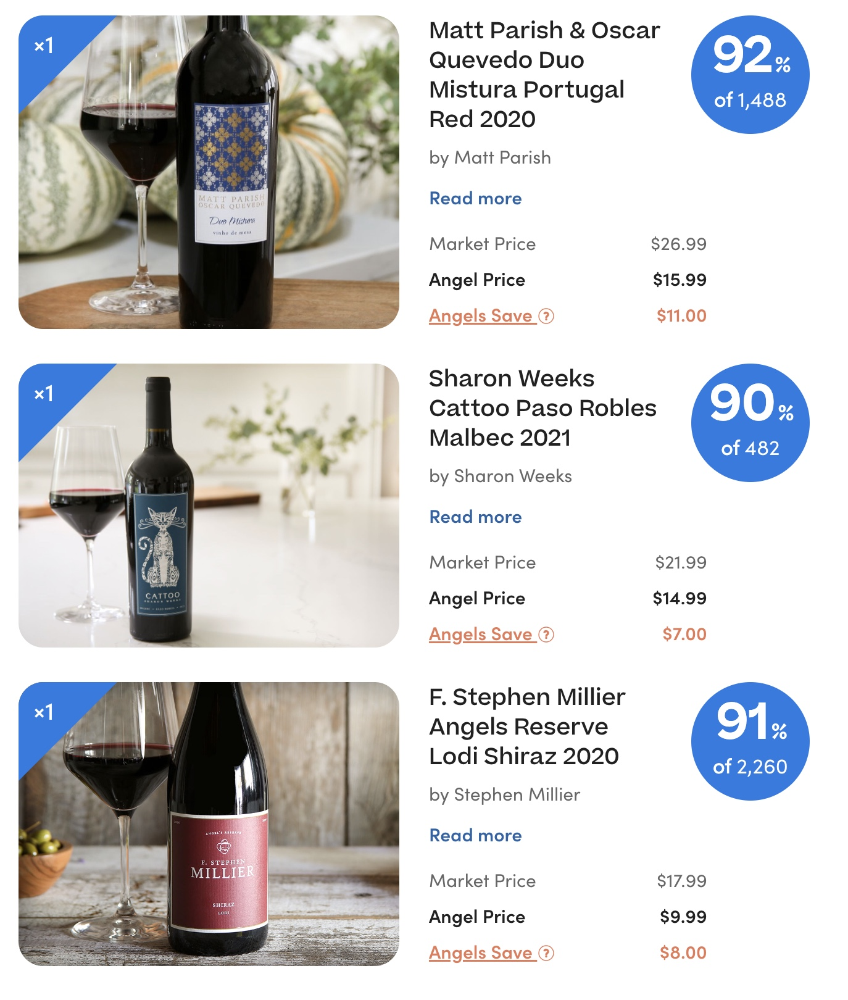 ×1
MATT PARISH
OSCAR QUEVEDO
Duo Mistura
vinho de mesa
Matt Parish & Oscar
Quevedo Duo
Mistura Portugal
Red 2020
92%
of 1,488
by Matt Parish
Read more
Market Price $26.99
Angel Price $15.99
Angels Save ? $11.00
×1
CATTOO
SHARON WEEKS
MALBEC • PASO ROBLES
Sharon Weeks
Cattoo Paso Robles
Malbec 2021
90%
of 482
by Sharon Weeks
Read more
Market Price $21.99
Angel Price $14.99
Angels Save ? $7.00
×1
ANGEL'S RESERVE
F. STEPHEN
MILLIER
SHIRAZ
LODI
F. Stephen Millier
Angels Reserve
Lodi Shiraz 2020
91%
of 2,260
by Stephen Millier
Read more
Market Price $17.99
Angel Price $9.99
Angels Save ? $8.00